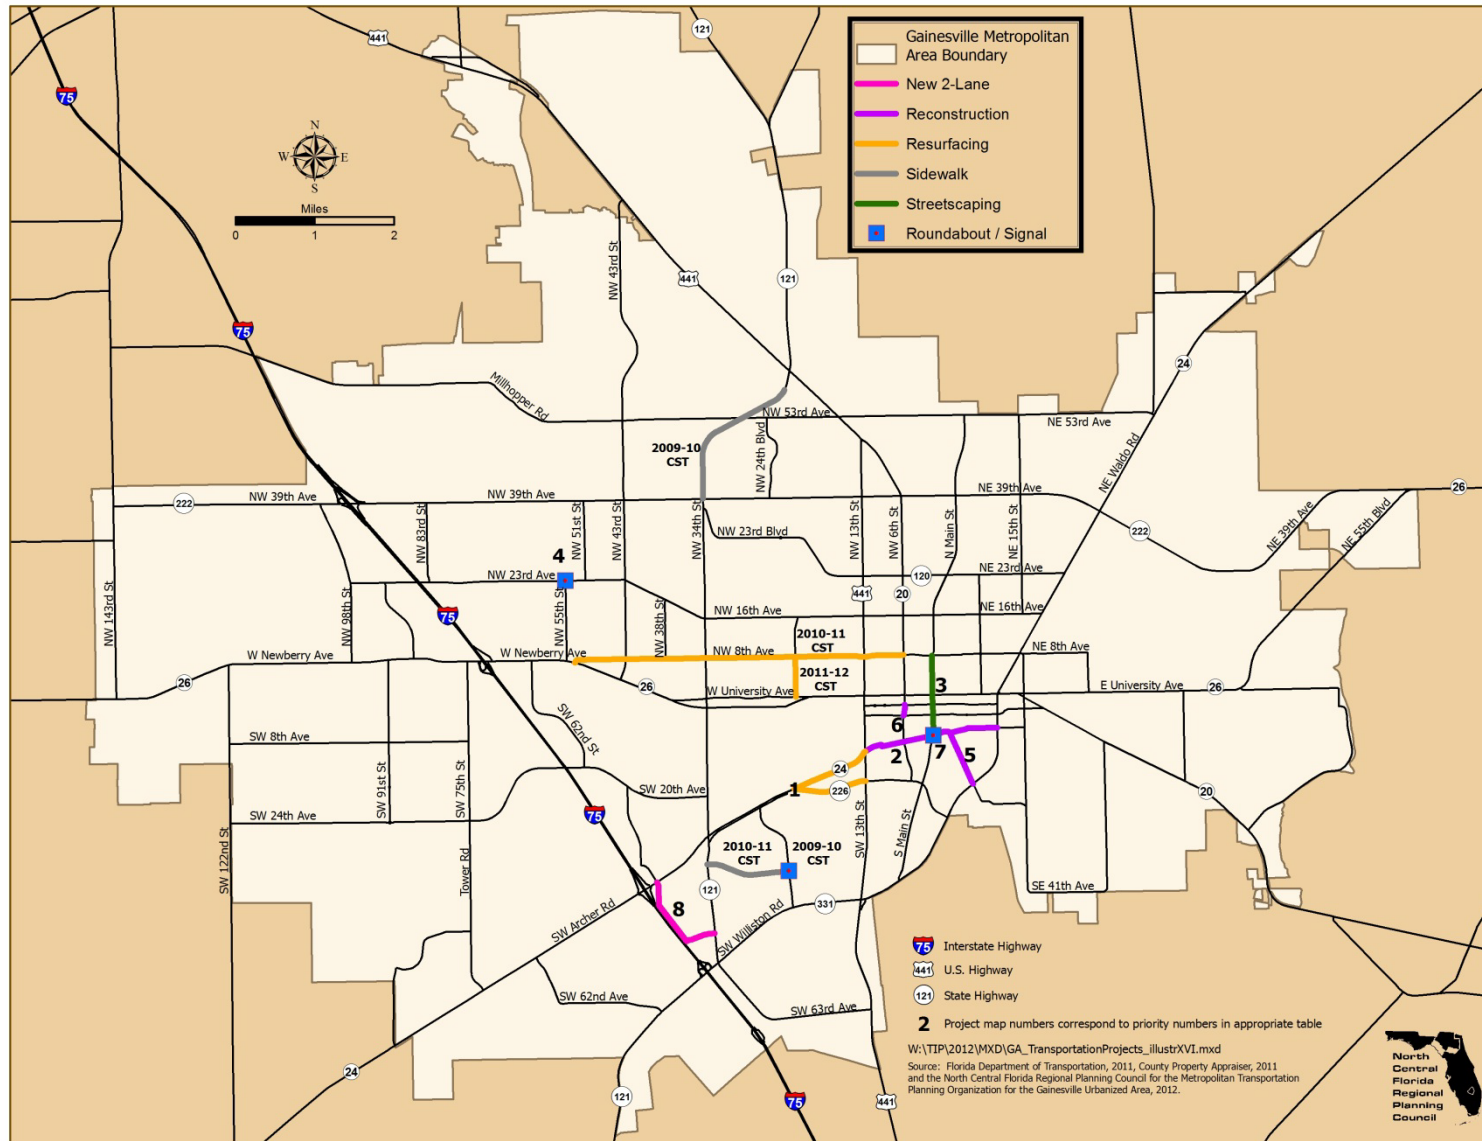 121
441
Gainesville Metropolitan
Area Boundary
New 2-Lane
Reconstruction
Resurfacing
Sidewalk
Streetscaping
Roundabout / Signal
75
N
W
E
S
Miles
0
1
2
NW 43rd St
441
121
75
24
Millhopper Rd
NW 53rd Ave
NE 53rd Ave
2009-10
CST
NW 24th Blvd
NE Waldo Rd
222
NW 39th Ave
NW 39th Ave
NE 39th Ave
26
NW 83rd St
NW 51st St
NW 43rd St
NW 34th St
NW 23rd Blvd
NW 13th St
NW 6th St
N Main St
NE 15th St
222
NE 39th Ave
NE 55th Blvd
4
NW 23rd Ave
120
NE 23rd Ave
441
20
NW 143rd St
NW 98th St
75
NW 55th St
NW 38th St
NW 16th Ave
NE 16th Ave
2010-11
CST
W Newberry Ave
W Newberry Ave
NW 8th Ave
NE 8th Ave
2011-12
CST
26
26
W University Ave
3
E University Ave
26
SW 62nd St
6
SW 8th Ave
2
7
5
24
1
226
SW 91st St
SW 75th St
SW 20th Ave
20
SW 24th Ave
75
SW 122nd St
SW 13th St
S Main St
2010-11
CST
2009-10
CST
Tower Rd
121
SE 41th Ave
8
331
SW Archer Rd
SW Williston Rd
75
Interstate Highway
441
U.S. Highway
121
State Highway
SW 62nd Ave
SW 63rd Ave
2
Project map numbers correspond to priority numbers in appropriate table
W:\TIP\2012\MXD\GA_TransportationProjects_illustrXVI.mxd
Source: Florida Department of Transportation, 2011, County Property Appraiser, 2011
and the North Central Florida Regional Planning Council for the Metropolitan Transportation
Planning Organization for the Gainesville Urbanized Area, 2012.
24
121
75
441
North
Central
Florida
Regional
Planning
Council